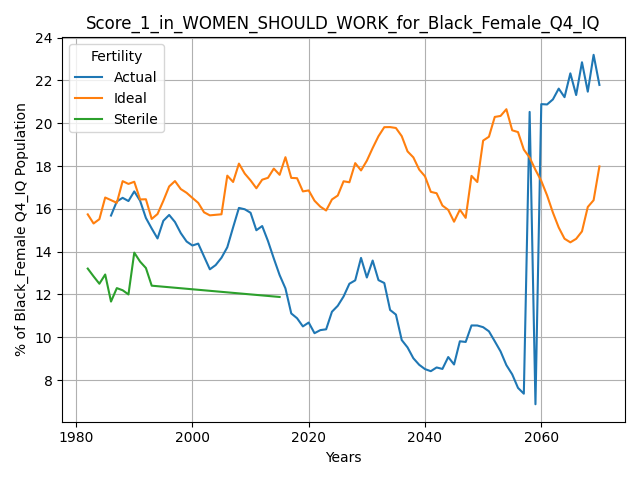 Score_1_in_WOMEN_SHOULD_WORK_for_Black_Female_Q4_IQ
Fertility
Actual
Ideal
Sterile
% of Black_Female Q4_IQ Population
24
22
20
18
16
14
12
10
8
1980 2000 2020 2040 2060
Years